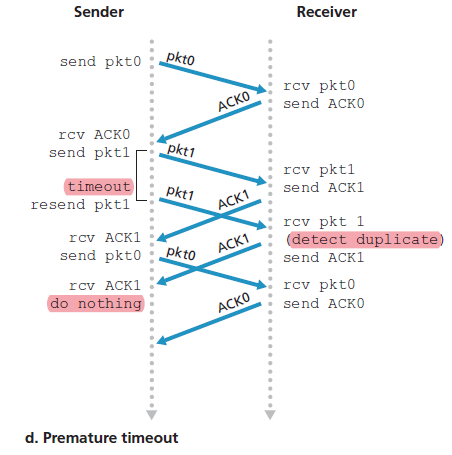 Sender
Receiver
send pkt0
pkt0
rcv pkt0
send ACK0
ACK0
rcv ACK0
send pkt1
pkt1
rcv pkt1
send ACK1
timeout
resend pkt1
pkt1
ACK1
rcv pkt 1
(detect duplicate)
send ACK1
rcv ACK1
send pkt0
pkt0
ACK1
rcv pkt0
send ACK0
rcv ACK1
do nothing
ACK0
d. Premature timeout